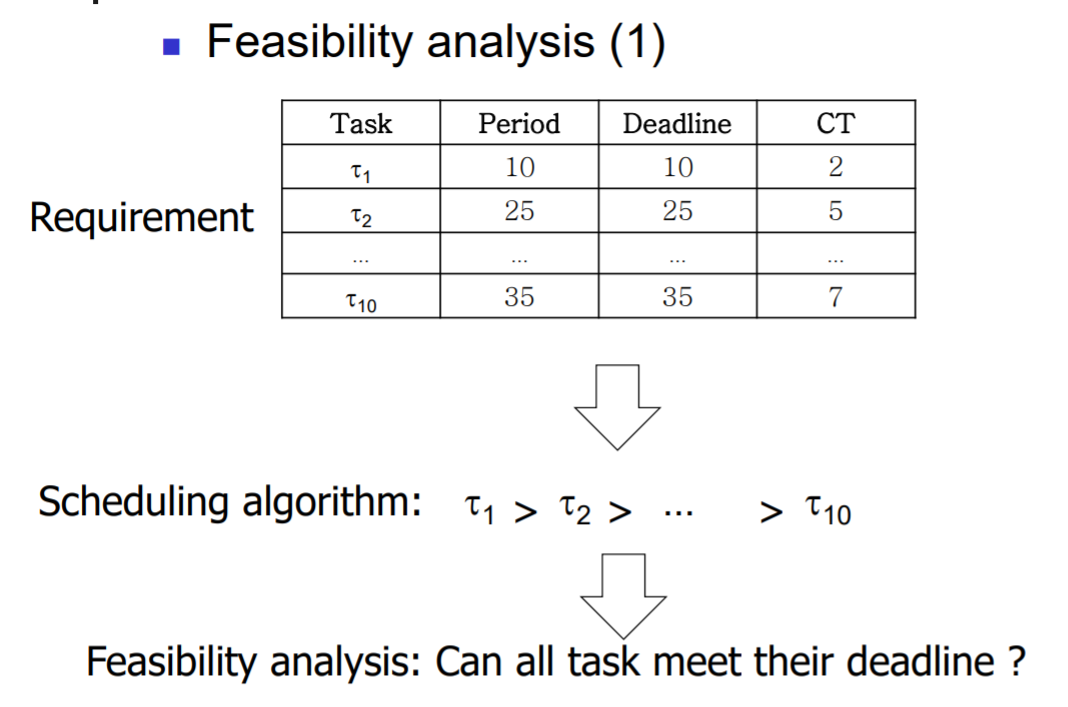 Feasibility analysis (1)
Task Period Deadline CT
τ1 10 10 2
Requirement
τ2 25 25 5
... ... ... ...
τ10 35 35 7
Scheduling algorithm: τ1 > τ2 > ... > τ10
Feasibility analysis: Can all task meet their deadline ?